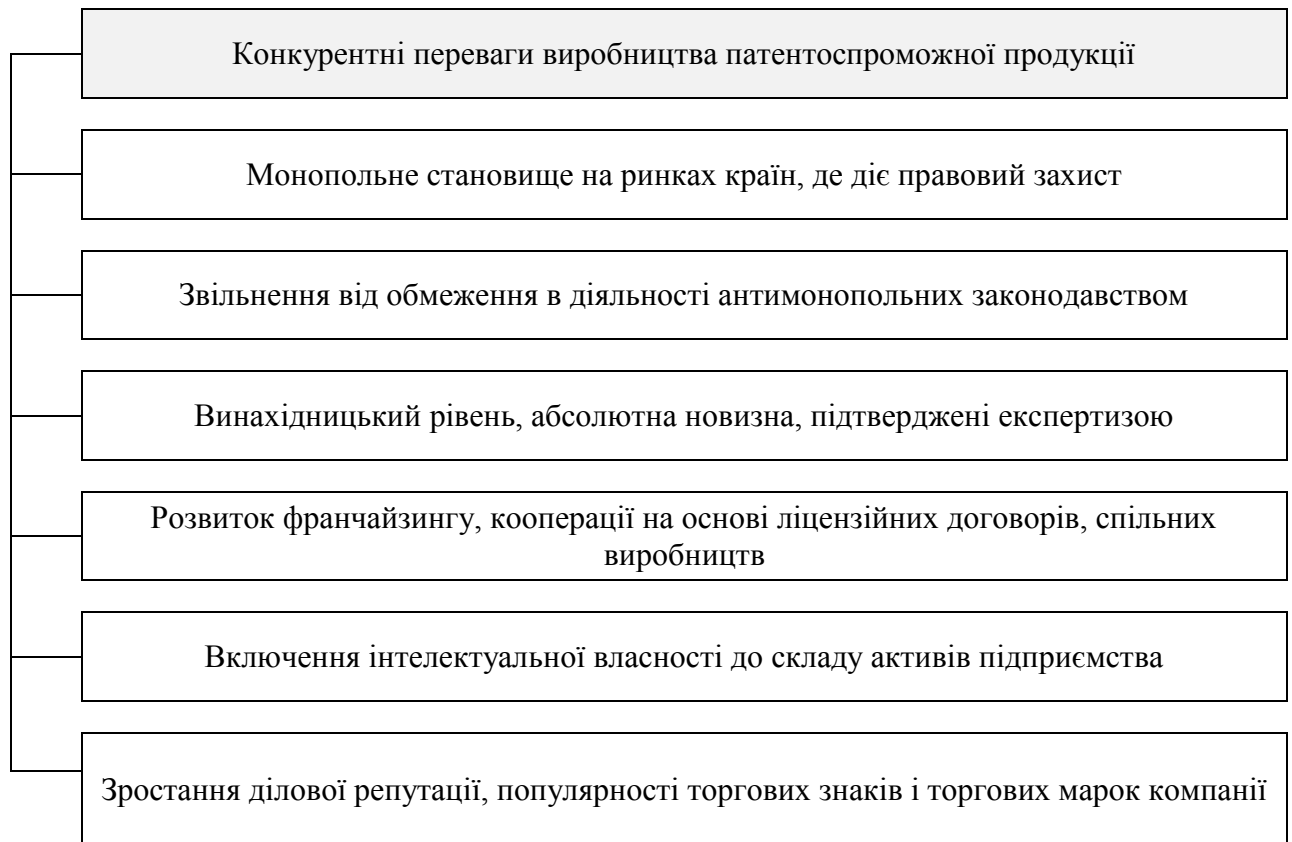 Конкурентні переваги виробництва патентоспроможної продукції
Монопольне становище на ринках країн, де діє правовий захист
Звільнення від обмеження в діяльності антимонопольних законодавством
Винахідницький рівень, абсолютна новизна, підтверджені експертизою
Розвиток франчайзингу, кооперації на основі ліцензійних договорів, спільних
виробництв
Включення інтелектуальної власності до складу активів підприємства
Зростання ділової репутації, популярності торгових знаків і торгових марок компанії